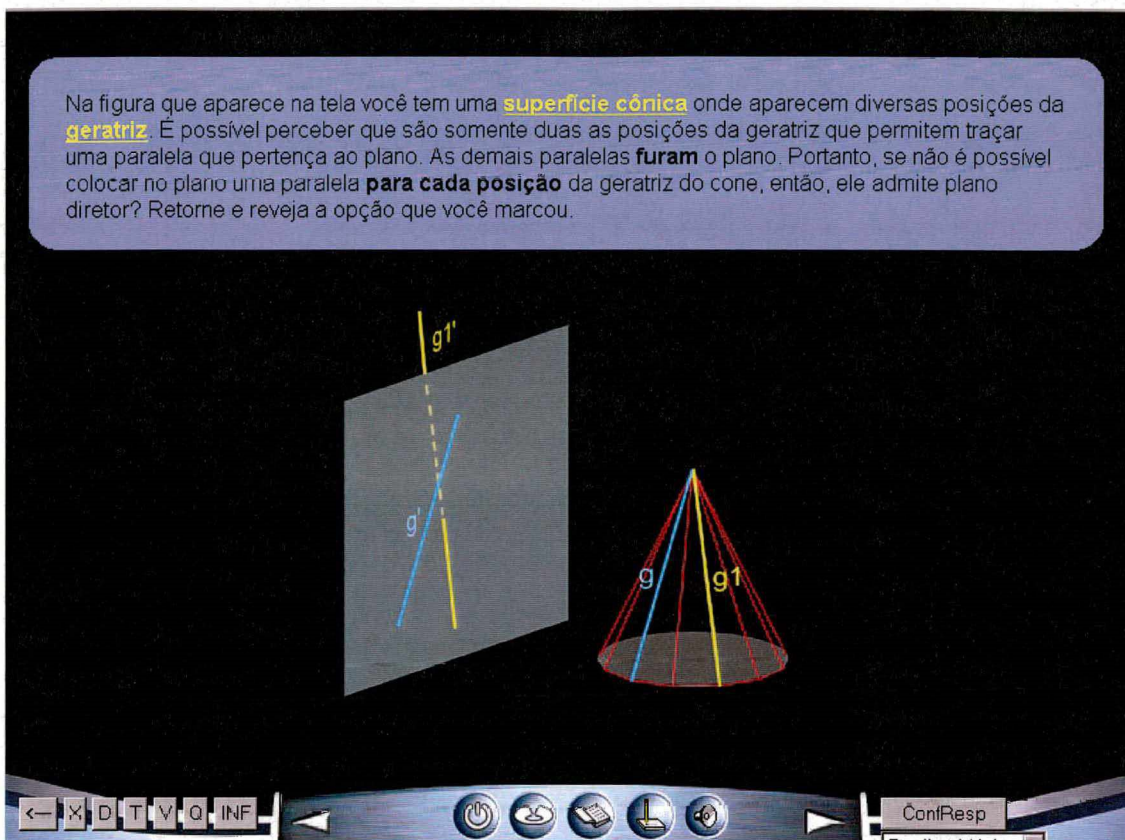 Na figura que aparece na tela você tem uma superfície cônica onde aparecem diversas posições da
geratriz. É possível perceber que são somente duas as posições da geratriz que permitem traçar
uma paralela que pertença ao plano. As demais paralelas furam o plano. Portanto, se não é possível
colocar no plano uma paralela para cada posição da geratriz do cone, então, ele admite plano
diretor? Retorne e reveja a opção que você marcou.
g1'
g'
g
g1
<-- X D T V Q INF
ConfResp